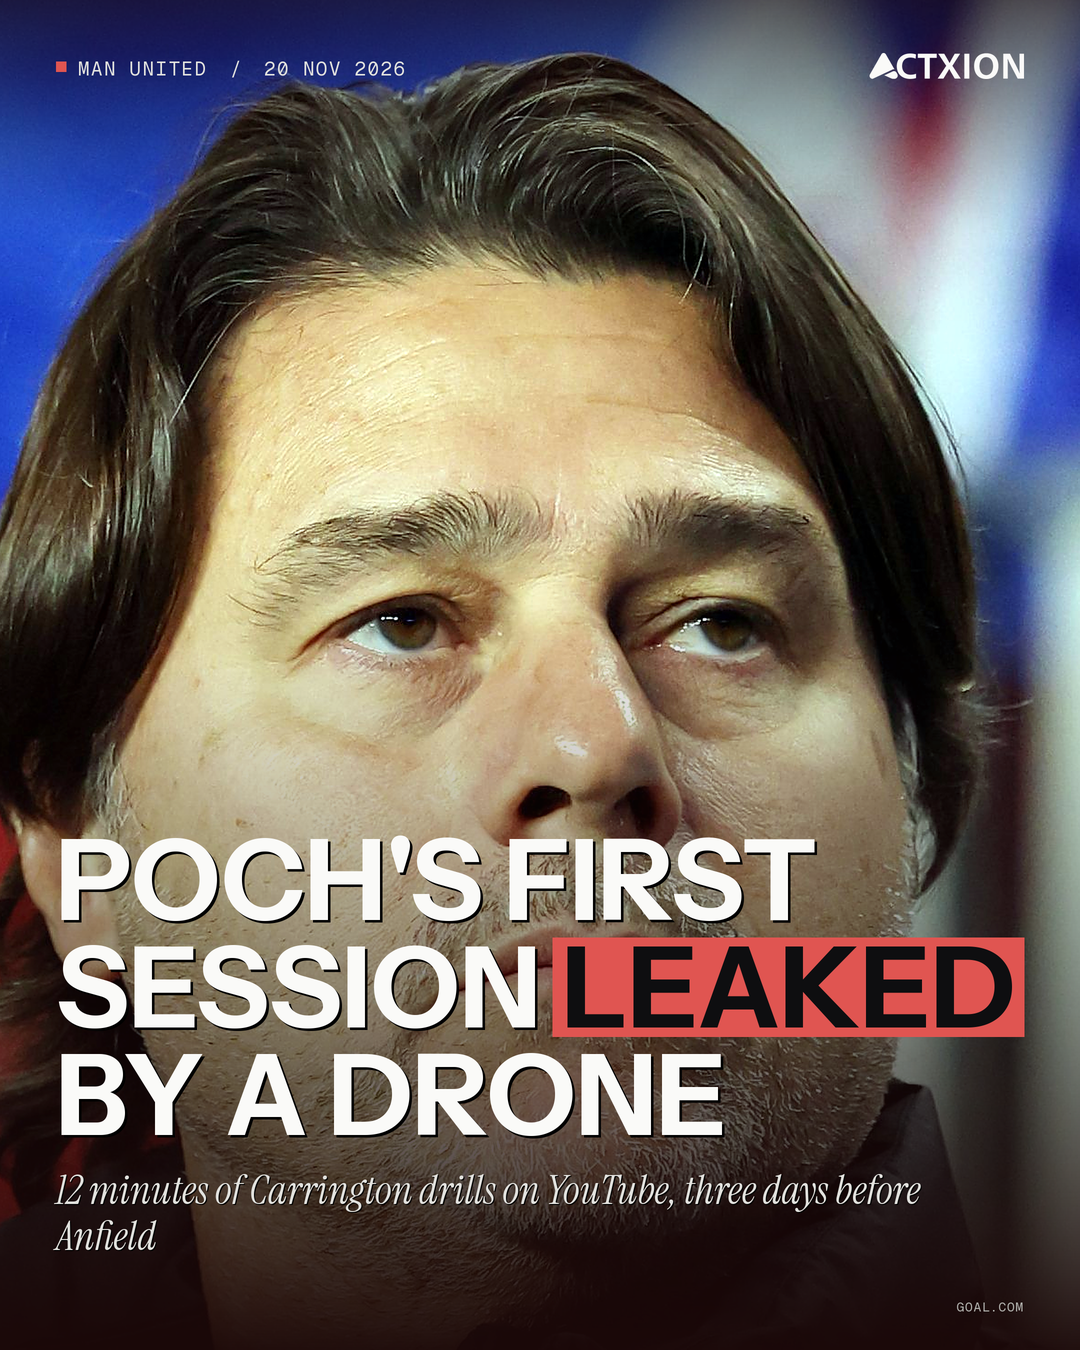 MAN UNITED / 20 NOV 2026
ACTXION
POCH'S FIRST
SESSION LEAKED
BY A DRONE
12 minutes of Carrington drills on YouTube, three days before
Anfield
GOAL.COM